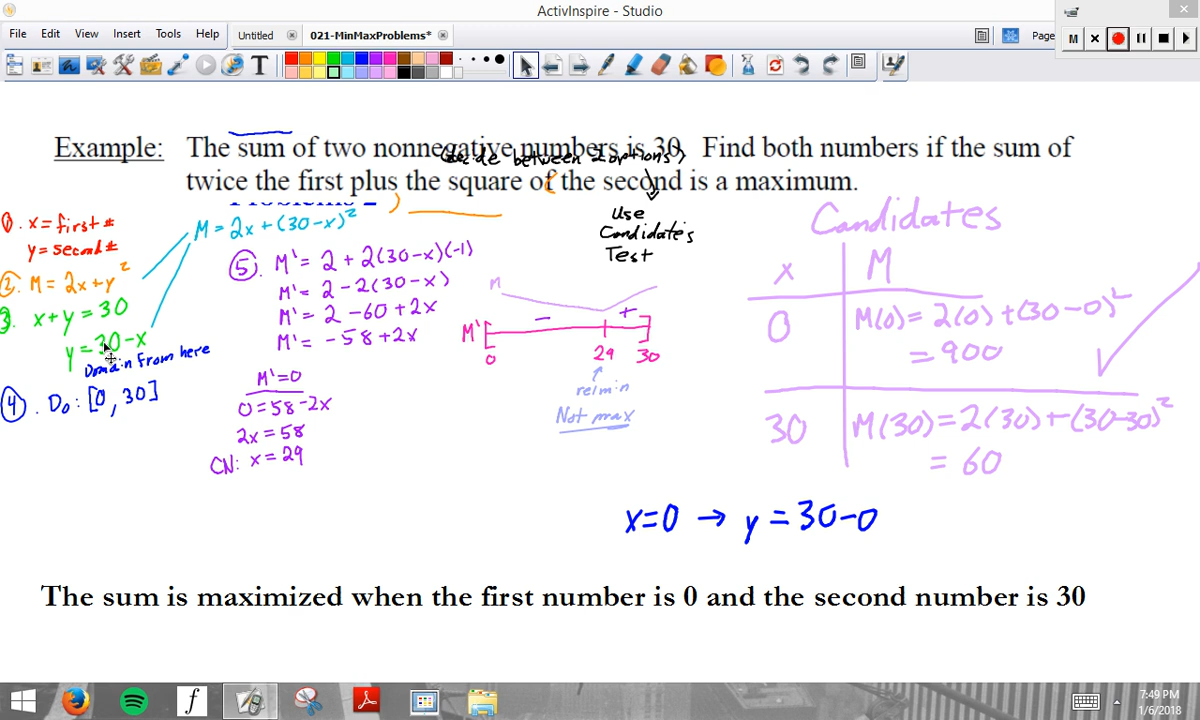 ActivInspire - Studio
File Edit View Insert Tools Help
Untitled
021-MinMaxProblems*
Page
M
Example: The sum of two nonnegative numbers is 30. Find both numbers if the sum of
twice the first plus the square of the second is a maximum.
decide between 2 options,
Use
Candidate's
Test
1. x = first #
y = second #
2. M = 2x + y²
3. x + y = 30
y = 30 - x
Domain from here
4. Do: [0, 30]
M = 2x + (30 - x)²
5. M' = 2 + 2(30 - x)(-1)
M' = 2 - 2(30 - x)
M' = 2 - 60 + 2x
M' = -58 + 2x
M' = 0
0 = 58 - 2x
2x = 58
CN: x = 29
M'
- +
0 29 30
rel min
Not max
Candidates
x M
0 M(0) = 2(0) + (30 - 0)²
= 900
30 M(30) = 2(30) + (30 - 30)²
= 60
x = 0 → y = 30 - 0
The sum is maximized when the first number is 0 and the second number is 30
7:49 PM
1/6/2018